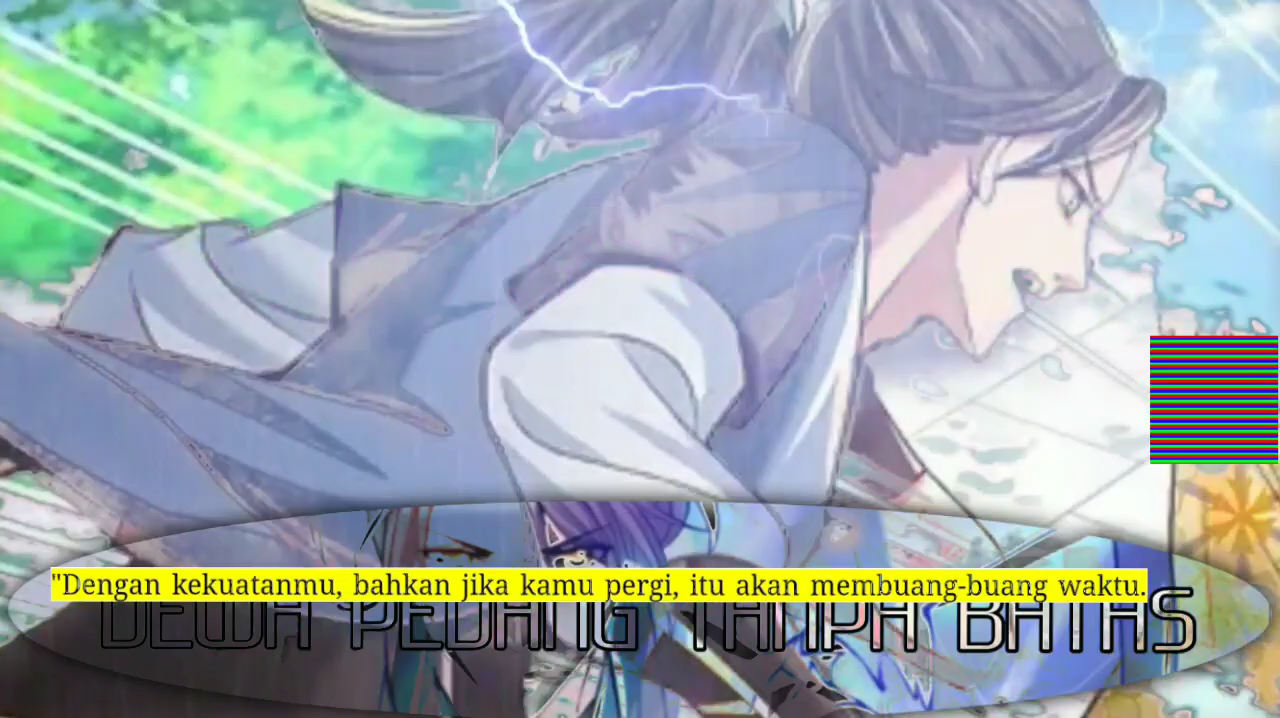 "Dengan kekuatanmu, bahkan jika kamu pergi, itu akan membuang-buang waktu.
DEWA PEDANG TANPA BATAS